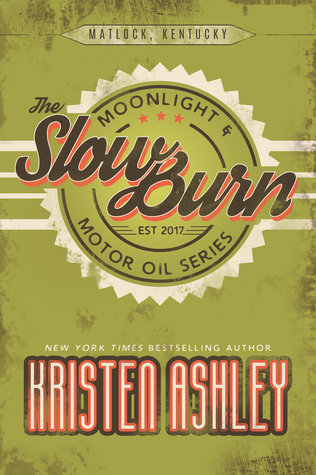 MATLOCK, KENTUCKY
The
MOONLIGHT &
Slow Burn
EST 2017
MOTOR OIL SERIES
NEW YORK TIMES BESTSELLING AUTHOR
KRISTEN ASHLEY